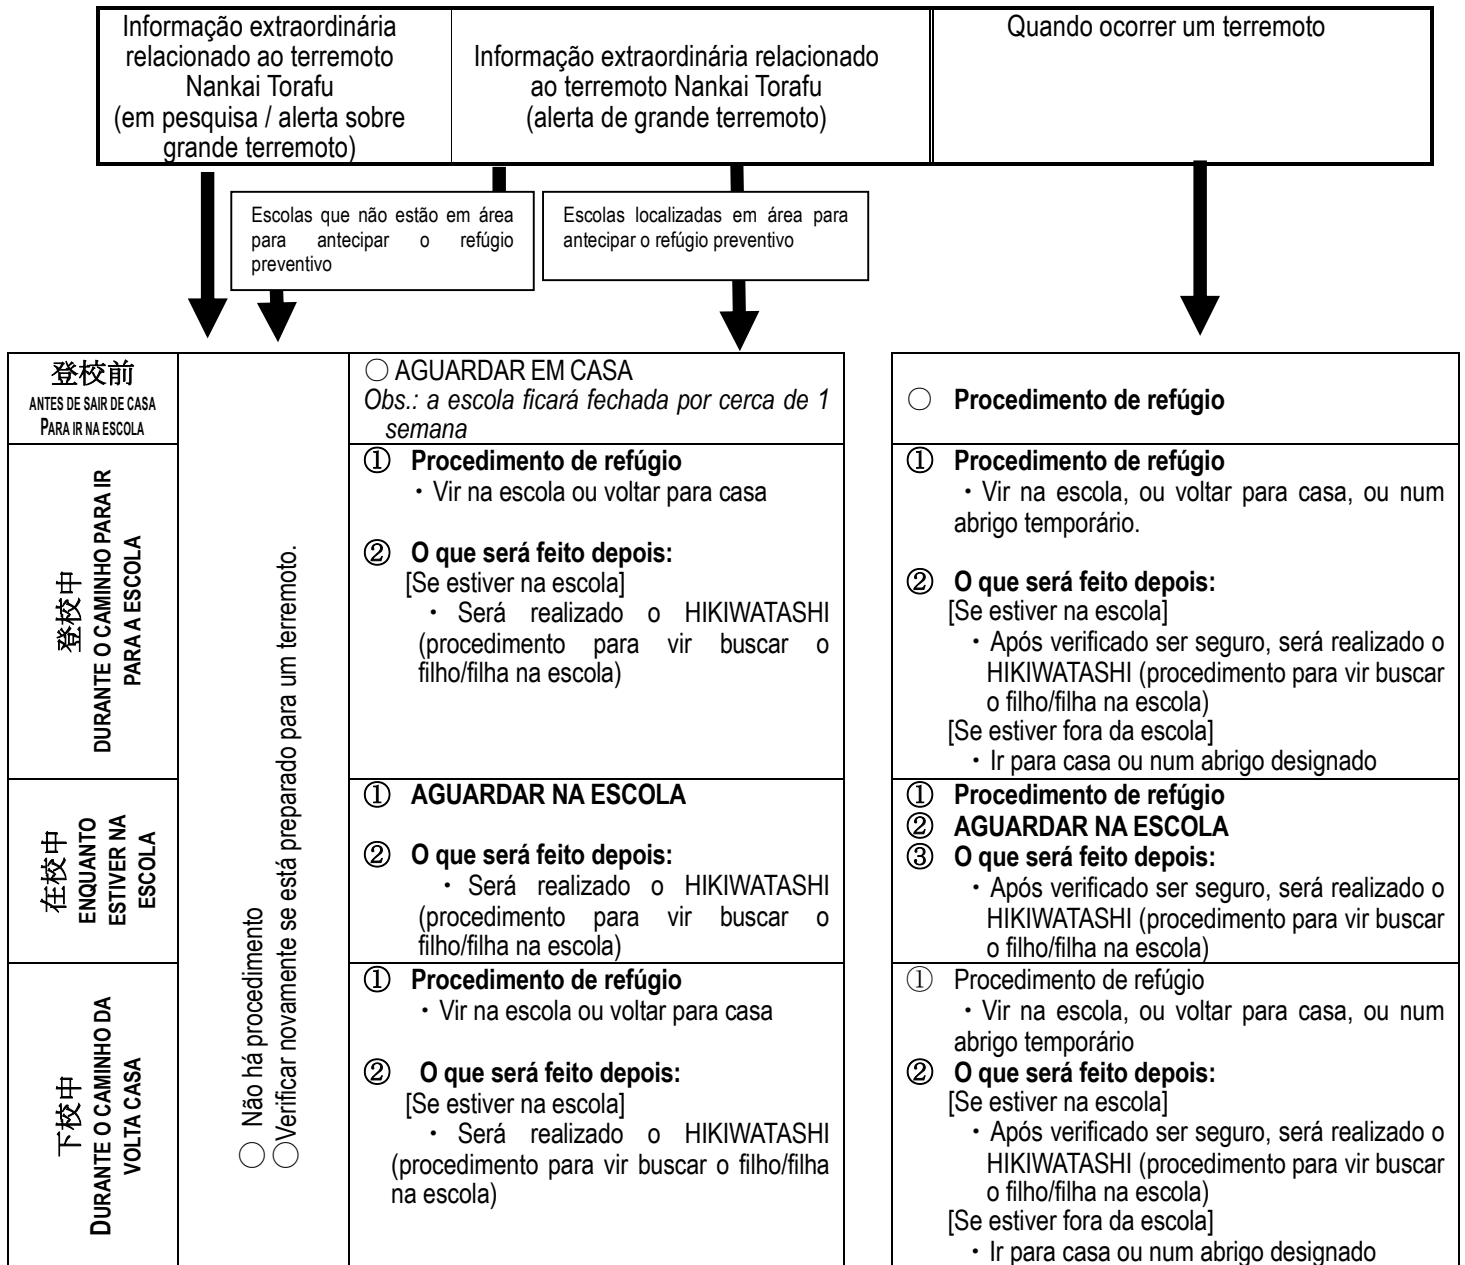 Informação extraordinária
relacionado ao terremoto
Nankai Torafu
(em pesquisa / alerta sobre
grande terremoto)
Informação extraordinária relacionado
ao terremoto Nankai Torafu
(alerta de grande terremoto)
Quando ocorrer um terremoto
Escolas que não estão em área
para antecipar o refúgio
preventivo
Escolas localizadas em área para
antecipar o refúgio preventivo
登校前
ANTES DE SAIR DE CASA
PARA IR NA ESCOLA
○ Não há procedimento
○Verificar novamente se está preparado para um terremoto.
○ AGUARDAR EM CASA
Obs.: a escola ficará fechada por cerca de 1
semana
○ Procedimento de refúgio
登校中
DURANTE O CAMINHO PARA IR
PARA A ESCOLA
① Procedimento de refúgio
・Vir na escola ou voltar para casa
② O que será feito depois:
[Se estiver na escola]
・Será realizado o HIKIWATASHI
(procedimento para vir buscar o
filho/filha na escola)
① Procedimento de refúgio
・Vir na escola, ou voltar para casa, ou num
abrigo temporário.
② O que será feito depois:
[Se estiver na escola]
・Após verificado ser seguro, será realizado o
HIKIWATASHI (procedimento para vir buscar
o filho/filha na escola)
[Se estiver fora da escola]
・Ir para casa ou num abrigo designado
在校中
ENQUANTO
ESTIVER NA
ESCOLA
① AGUARDAR NA ESCOLA
② O que será feito depois:
・Será realizado o HIKIWATASHI
(procedimento para vir buscar o
filho/filha na escola)
① Procedimento de refúgio
② AGUARDAR NA ESCOLA
③ O que será feito depois:
・Após verificado ser seguro, será realizado o
HIKIWATASHI (procedimento para vir buscar
o filho/filha na escola)
下校中
DURANTE O CAMINHO DA
VOLTA CASA
① Procedimento de refúgio
・Vir na escola ou voltar para casa
② O que será feito depois:
[Se estiver na escola]
・Será realizado o HIKIWATASHI
(procedimento para vir buscar o filho/filha
na escola)
① Procedimento de refúgio
・Vir na escola, ou voltar para casa, ou num
abrigo temporário
② O que será feito depois:
[Se estiver na escola]
・Após verificado ser seguro, será realizado o
HIKIWATASHI (procedimento para vir buscar
o filho/filha na escola)
[Se estiver fora da escola]
・Ir para casa ou num abrigo designado